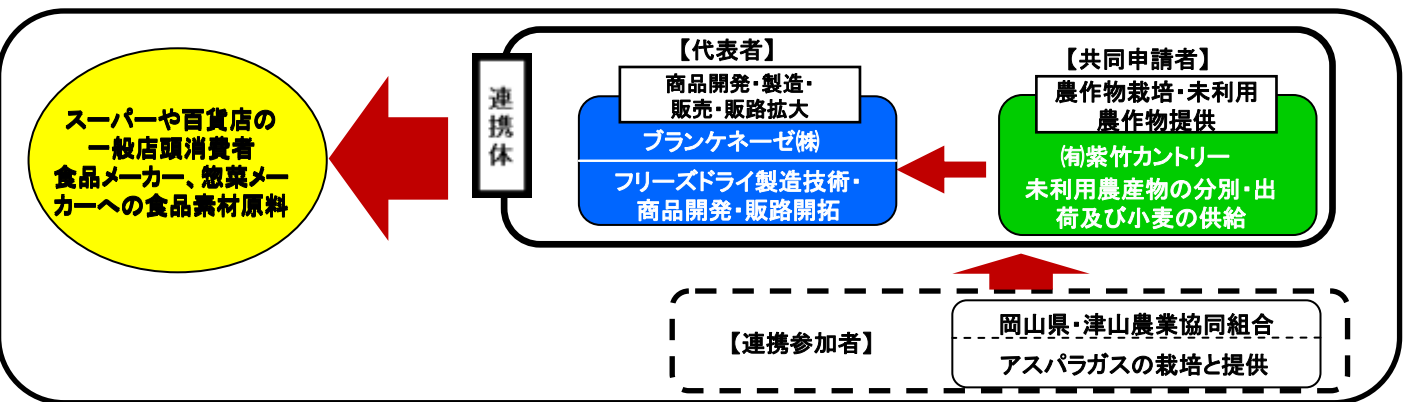 スーパーや百貨店の
一般店頭消費者
食品メーカー、惣菜メー
カーへの食品素材原料
連
携
体
【代表者】
商品開発・製造・
販売・販路拡大
ブランケネーゼ㈱
フリーズドライ製造技術・
商品開発・販路開拓
【共同申請者】
農作物栽培・未利用
農作物提供
㈲紫竹カントリー
未利用農産物の分別・出
荷及び小麦の供給
【連携参加者】
岡山県・津山農業協同組合
アスパラガスの栽培と提供